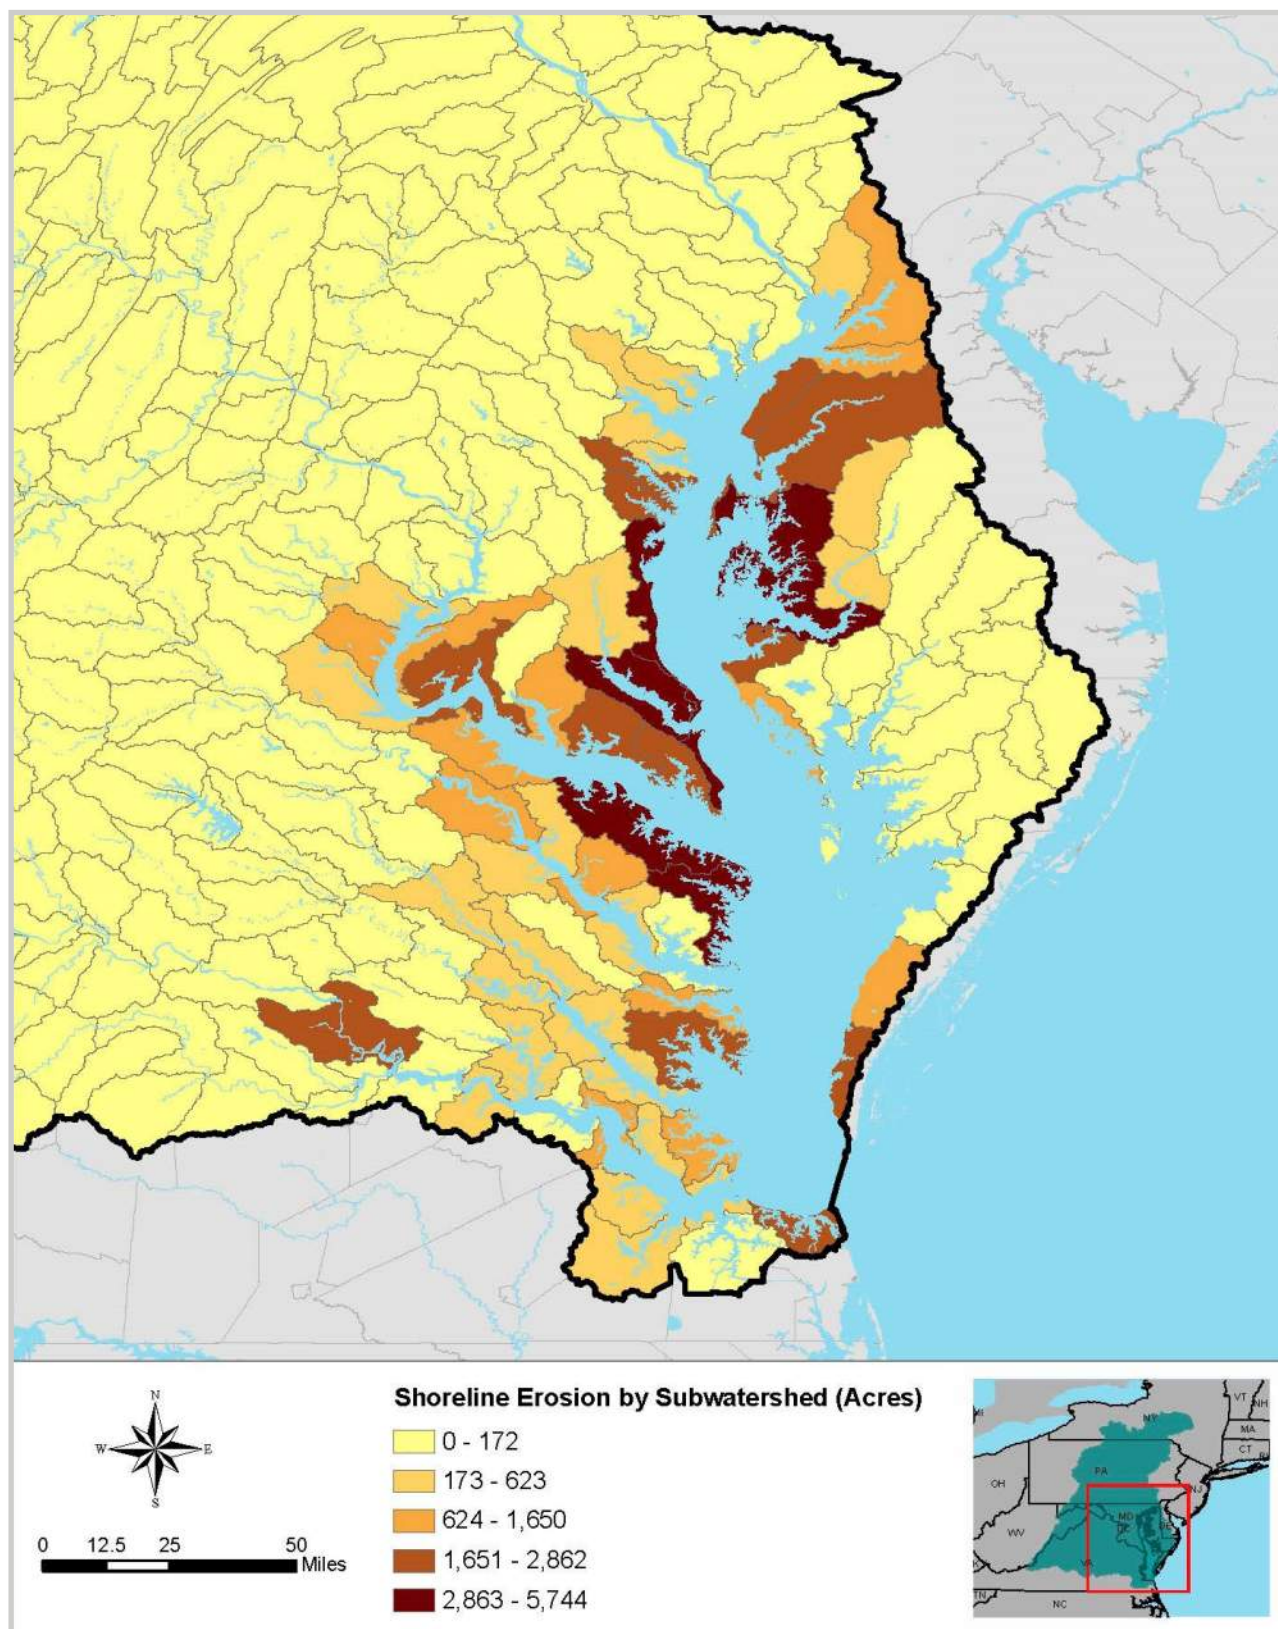 N
W E
S
0 12.5 25 50
Miles
Shoreline Erosion by Subwatershed (Acres)
0 - 172
173 - 623
624 - 1,650
1,651 - 2,862
2,863 - 5,744
VT
NH
NY
MA
CT
PA
OH
NJ
MD
WV
VA
TN
NC